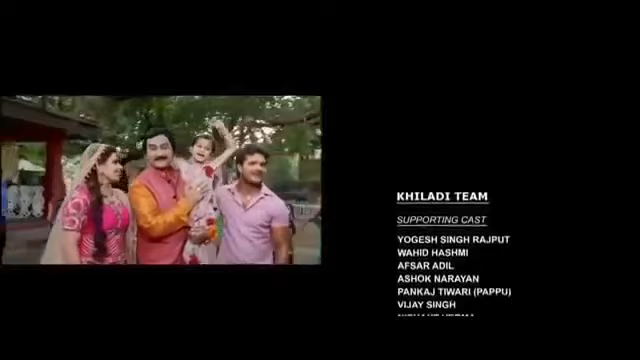 KHILADI TEAM
SUPPORTING CAST
YOGESH SINGH RAJPUT
WAHID HASHMI
AFSAR ADIL
ASHOK NARAYAN
PANKAJ TIWARI (PAPPU)
VIJAY SINGH